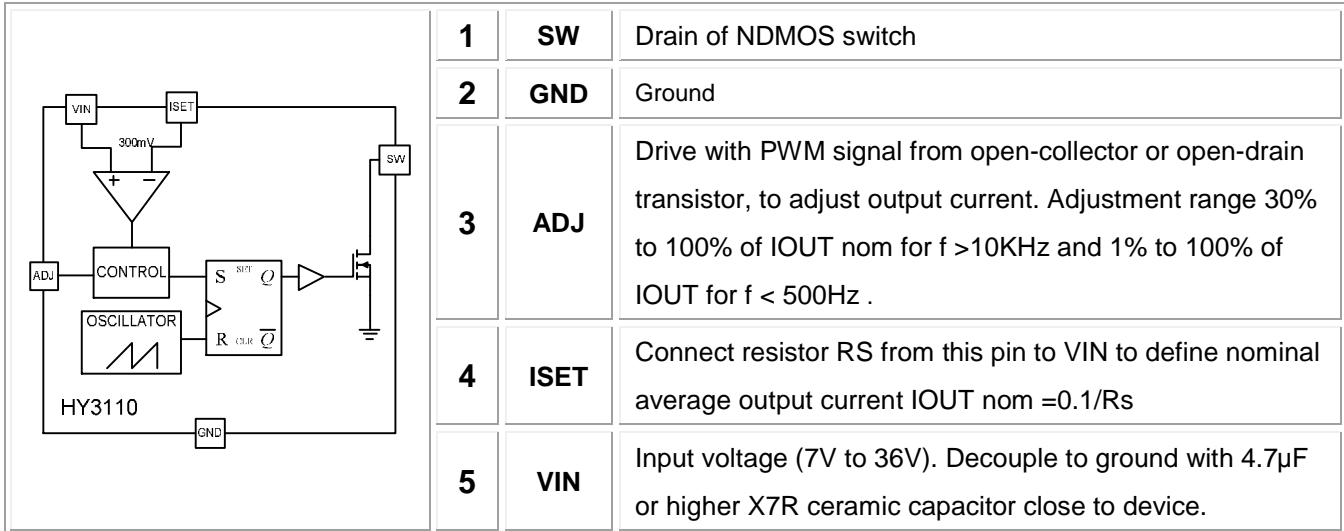 VIN
ISET
300mV
SW
+
−
ADJ
CONTROL
S SET Q
OSCILLATOR
R CLR Q
HY3110
GND
1 SW Drain of NDMOS switch
2 GND Ground
3 ADJ Drive with PWM signal from open-collector or open-drain
transistor, to adjust output current. Adjustment range 30%
to 100% of IOUT nom for f >10KHz and 1% to 100% of
IOUT for f < 500Hz .
4 ISET Connect resistor RS from this pin to VIN to define nominal
average output current IOUT nom =0.1/Rs
5 VIN Input voltage (7V to 36V). Decouple to ground with 4.7µF
or higher X7R ceramic capacitor close to device.